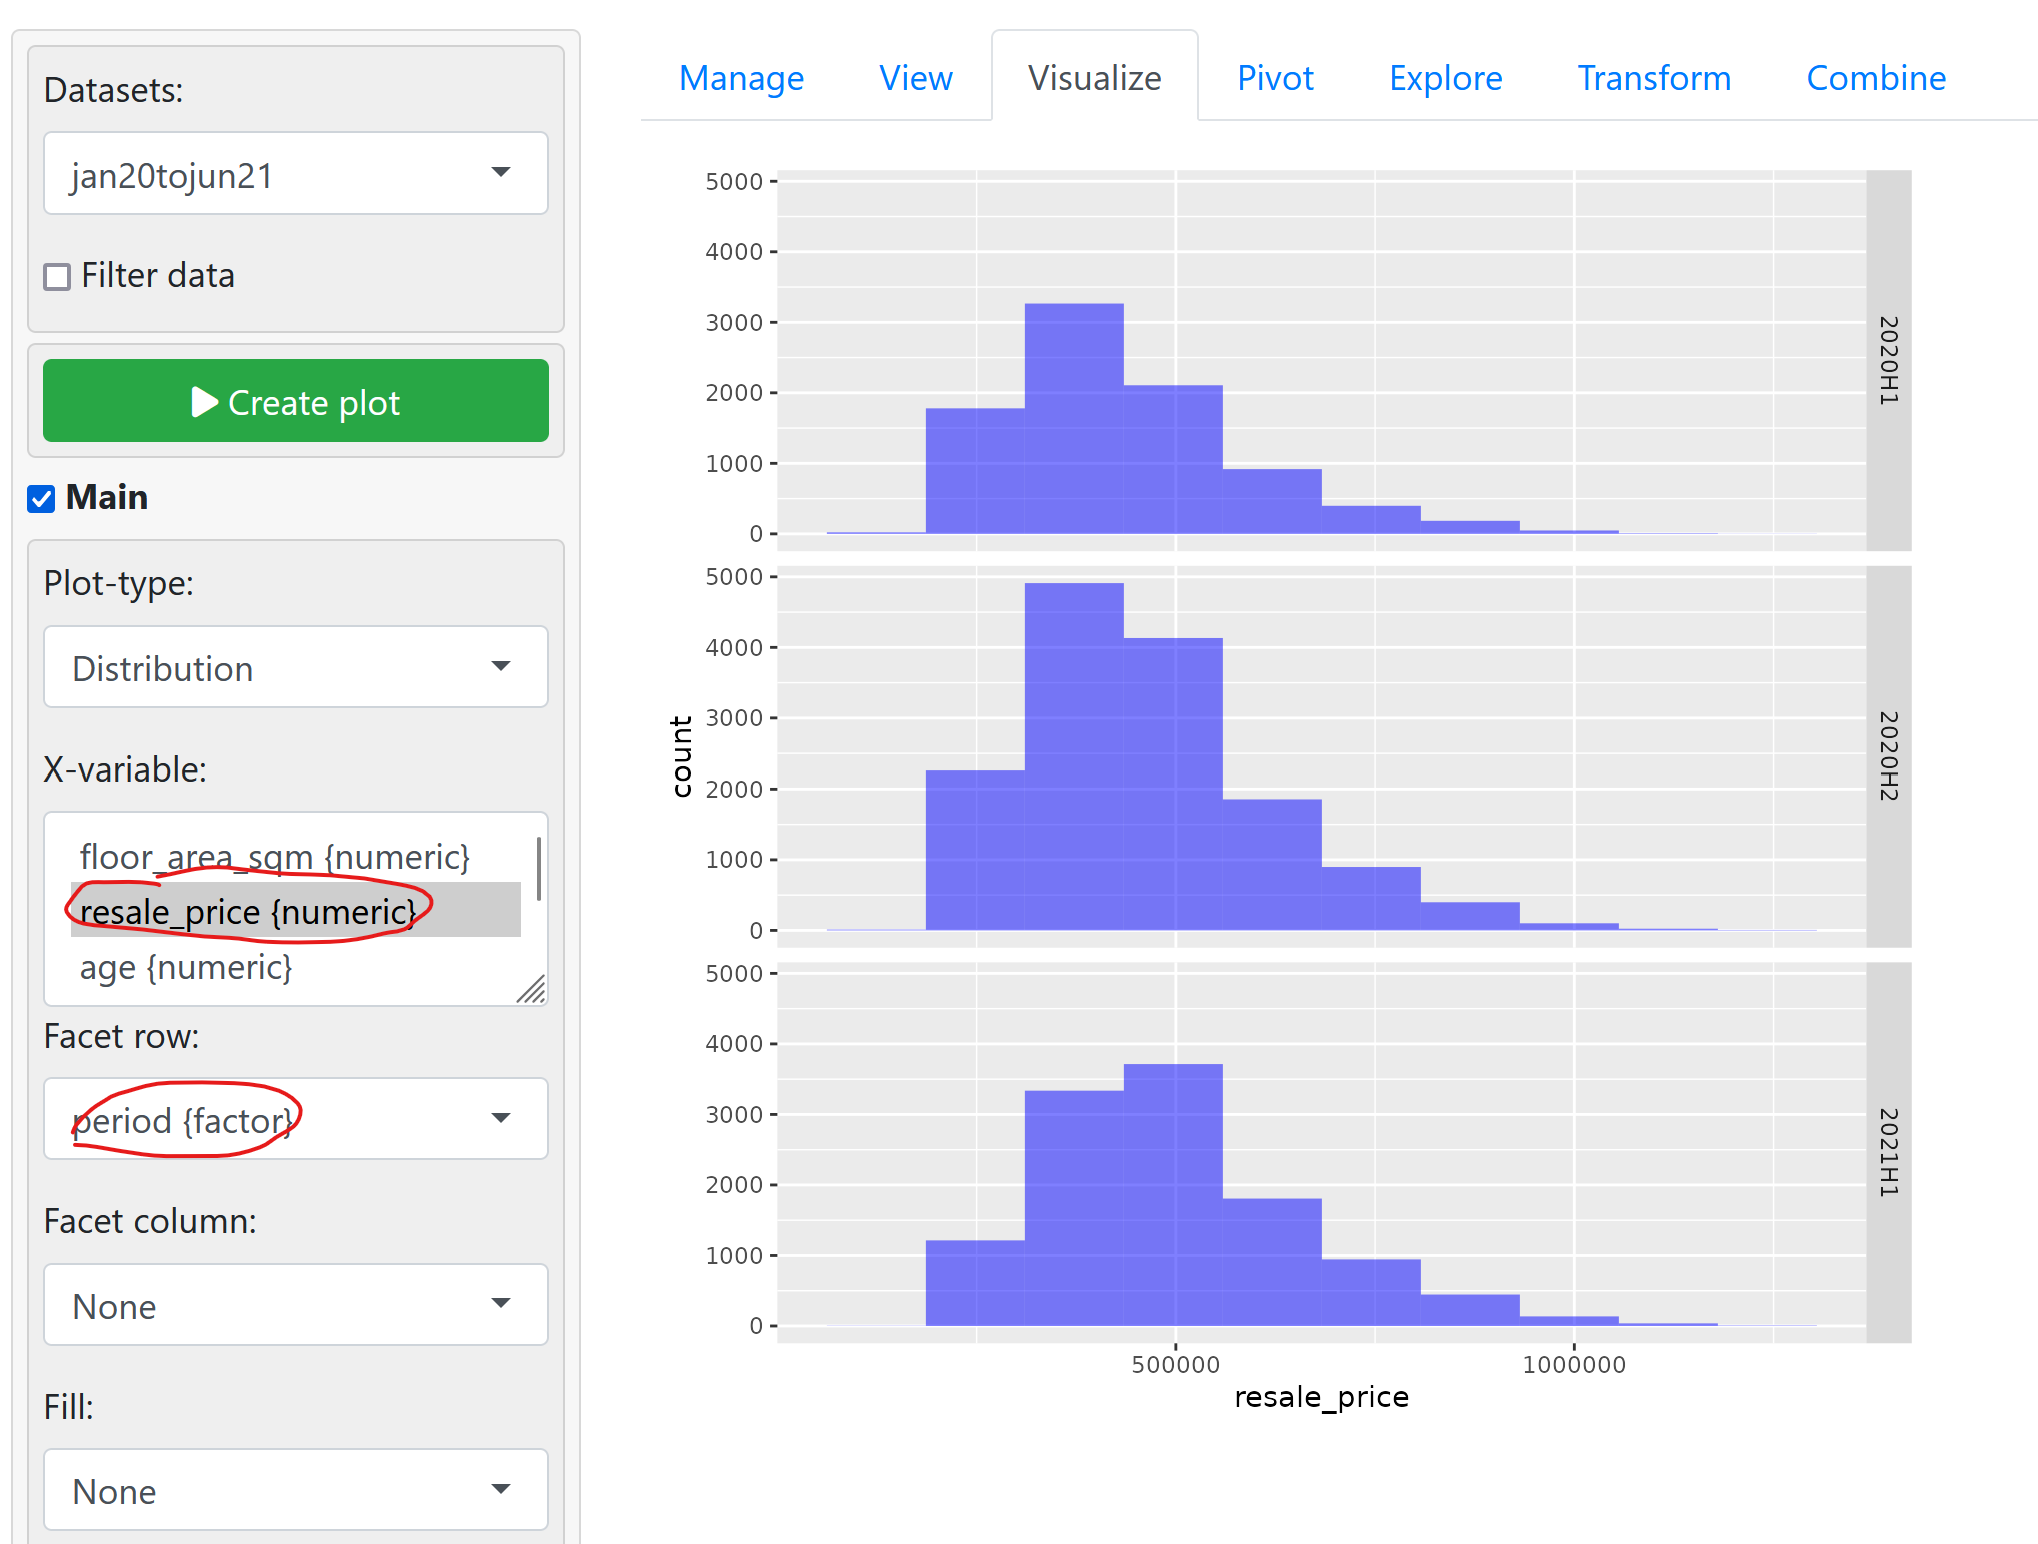 Datasets:
jan20tojun21
Filter data
Create plot
Main
Plot-type:
Distribution
X-variable:
floor_area_sqm {numeric}
resale_price {numeric}
age {numeric}
Facet row:
period {factor}
Facet column:
None
Fill:
None
Manage View Visualize Pivot Explore Transform Combine
5000
4000
3000
2000
1000
0
2020H1
5000
4000
3000
2000
1000
0
2020H2
count
5000
4000
3000
2000
1000
0
2021H1
500000 1000000
resale_price